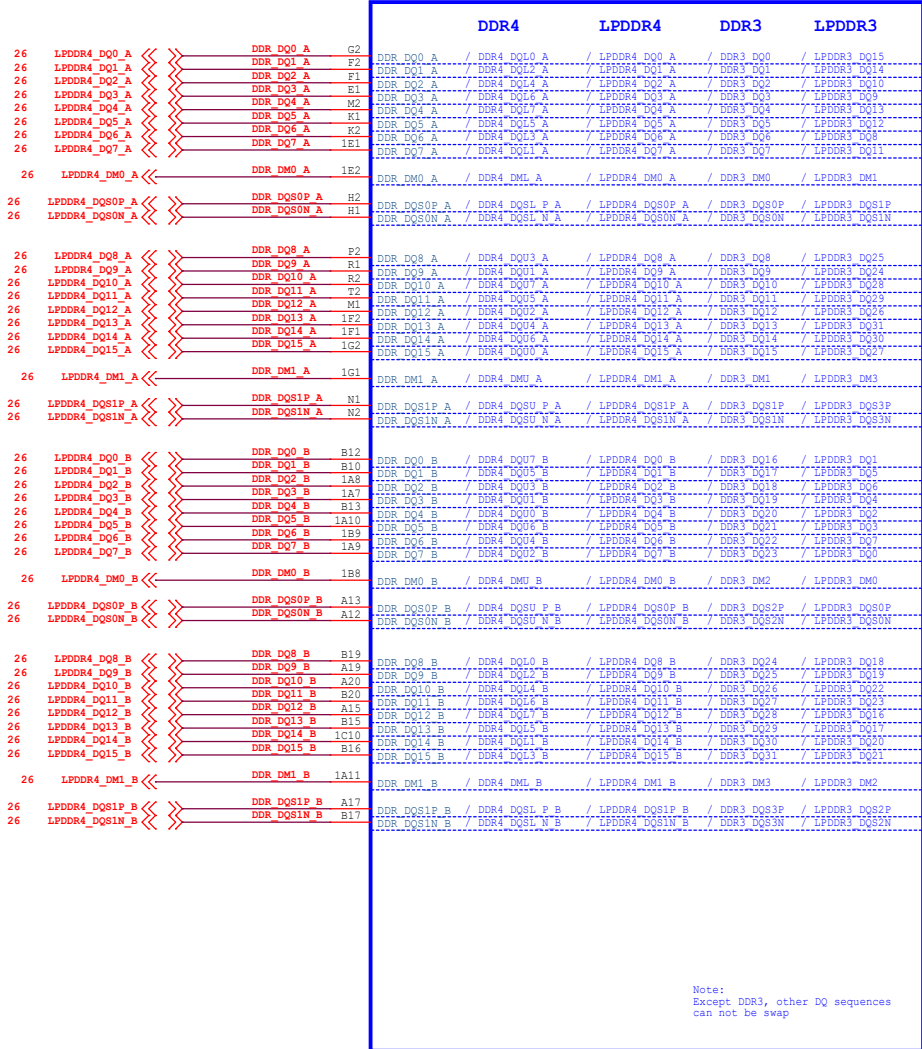 DDR4 LPDDR4 DDR3 LPDDR3
26 LPDDR4_DQ0_A DDR_DQ0_A G2 DDR_DQ0_A / DDR4_DQL0_A / LPDDR4_DQ0_A / DDR3_DQ0 / LPDDR3_DQ15
26 LPDDR4_DQ1_A DDR_DQ1_A F2 DDR_DQ1_A / DDR4_DQL2_A / LPDDR4_DQ1_A / DDR3_DQ1 / LPDDR3_DQ14
26 LPDDR4_DQ2_A DDR_DQ2_A F1 DDR_DQ2_A / DDR4_DQL4_A / LPDDR4_DQ2_A / DDR3_DQ2 / LPDDR3_DQ10
26 LPDDR4_DQ3_A DDR_DQ3_A E1 DDR_DQ3_A / DDR4_DQL6_A / LPDDR4_DQ3_A / DDR3_DQ3 / LPDDR3_DQ9
26 LPDDR4_DQ4_A DDR_DQ4_A M2 DDR_DQ4_A / DDR4_DQL7_A / LPDDR4_DQ4_A / DDR3_DQ4 / LPDDR3_DQ13
26 LPDDR4_DQ5_A DDR_DQ5_A K1 DDR_DQ5_A / DDR4_DQL5_A / LPDDR4_DQ5_A / DDR3_DQ5 / LPDDR3_DQ12
26 LPDDR4_DQ6_A DDR_DQ6_A K2 DDR_DQ6_A / DDR4_DQL3_A / LPDDR4_DQ6_A / DDR3_DQ6 / LPDDR3_DQ8
26 LPDDR4_DQ7_A DDR_DQ7_A 1E1 DDR_DQ7_A / DDR4_DQL1_A / LPDDR4_DQ7_A / DDR3_DQ7 / LPDDR3_DQ11
26 LPDDR4_DM0_A DDR_DM0_A 1E2 DDR_DM0_A / DDR4_DML_A / LPDDR4_DM0_A / DDR3_DM0 / LPDDR3_DM1
26 LPDDR4_DQS0P_A DDR_DQS0P_A H2 DDR_DQS0P_A / DDR4_DQSL_P_A / LPDDR4_DQS0P_A / DDR3_DQS0P / LPDDR3_DQS1P
26 LPDDR4_DQS0N_A DDR_DQS0N_A H1 DDR_DQS0N_A / DDR4_DQSL_N_A / LPDDR4_DQS0N_A / DDR3_DQS0N / LPDDR3_DQS1N
26 LPDDR4_DQ8_A DDR_DQ8_A P2 DDR_DQ8_A / DDR4_DQU3_A / LPDDR4_DQ8_A / DDR3_DQ8 / LPDDR3_DQ25
26 LPDDR4_DQ9_A DDR_DQ9_A R1 DDR_DQ9_A / DDR4_DQU1_A / LPDDR4_DQ9_A / DDR3_DQ9 / LPDDR3_DQ24
26 LPDDR4_DQ10_A DDR_DQ10_A R2 DDR_DQ10_A / DDR4_DQU7_A / LPDDR4_DQ10_A / DDR3_DQ10 / LPDDR3_DQ28
26 LPDDR4_DQ11_A DDR_DQ11_A T2 DDR_DQ11_A / DDR4_DQU5_A / LPDDR4_DQ11_A / DDR3_DQ11 / LPDDR3_DQ29
26 LPDDR4_DQ12_A DDR_DQ12_A M1 DDR_DQ12_A / DDR4_DQU2_A / LPDDR4_DQ12_A / DDR3_DQ12 / LPDDR3_DQ26
26 LPDDR4_DQ13_A DDR_DQ13_A 1F2 DDR_DQ13_A / DDR4_DQU4_A / LPDDR4_DQ13_A / DDR3_DQ13 / LPDDR3_DQ31
26 LPDDR4_DQ14_A DDR_DQ14_A 1F1 DDR_DQ14_A / DDR4_DQU6_A / LPDDR4_DQ14_A / DDR3_DQ14 / LPDDR3_DQ30
26 LPDDR4_DQ15_A DDR_DQ15_A 1G2 DDR_DQ15_A / DDR4_DQU0_A / LPDDR4_DQ15_A / DDR3_DQ15 / LPDDR3_DQ27
26 LPDDR4_DM1_A DDR_DM1_A 1G1 DDR_DM1_A / DDR4_DMU_A / LPDDR4_DM1_A / DDR3_DM1 / LPDDR3_DM3
26 LPDDR4_DQS1P_A DDR_DQS1P_A N1 DDR_DQS1P_A / DDR4_DQSU_P_A / LPDDR4_DQS1P_A / DDR3_DQS1P / LPDDR3_DQS3P
26 LPDDR4_DQS1N_A DDR_DQS1N_A N2 DDR_DQS1N_A / DDR4_DQSU_N_A / LPDDR4_DQS1N_A / DDR3_DQS1N / LPDDR3_DQS3N
26 LPDDR4_DQ0_B DDR_DQ0_B B12 DDR_DQ0_B / DDR4_DQU7_B / LPDDR4_DQ0_B / DDR3_DQ16 / LPDDR3_DQ1
26 LPDDR4_DQ1_B DDR_DQ1_B B10 DDR_DQ1_B / DDR4_DQU5_B / LPDDR4_DQ1_B / DDR3_DQ17 / LPDDR3_DQ5
26 LPDDR4_DQ2_B DDR_DQ2_B 1A8 DDR_DQ2_B / DDR4_DQU3_B / LPDDR4_DQ2_B / DDR3_DQ18 / LPDDR3_DQ6
26 LPDDR4_DQ3_B DDR_DQ3_B 1A7 DDR_DQ3_B / DDR4_DQU1_B / LPDDR4_DQ3_B / DDR3_DQ19 / LPDDR3_DQ4
26 LPDDR4_DQ4_B DDR_DQ4_B B13 DDR_DQ4_B / DDR4_DQU0_B / LPDDR4_DQ4_B / DDR3_DQ20 / LPDDR3_DQ2
26 LPDDR4_DQ5_B DDR_DQ5_B 1A10 DDR_DQ5_B / DDR4_DQU6_B / LPDDR4_DQ5_B / DDR3_DQ21 / LPDDR3_DQ3
26 LPDDR4_DQ6_B DDR_DQ6_B 1B9 DDR_DQ6_B / DDR4_DQU4_B / LPDDR4_DQ6_B / DDR3_DQ22 / LPDDR3_DQ7
26 LPDDR4_DQ7_B DDR_DQ7_B 1A9 DDR_DQ7_B / DDR4_DQU2_B / LPDDR4_DQ7_B / DDR3_DQ23 / LPDDR3_DQ0
26 LPDDR4_DM0_B DDR_DM0_B 1B8 DDR_DM0_B / DDR4_DMU_B / LPDDR4_DM0_B / DDR3_DM2 / LPDDR3_DM0
26 LPDDR4_DQS0P_B DDR_DQS0P_B A13 DDR_DQS0P_B / DDR4_DQSU_P_B / LPDDR4_DQS0P_B / DDR3_DQS2P / LPDDR3_DQS0P
26 LPDDR4_DQS0N_B DDR_DQS0N_B A12 DDR_DQS0N_B / DDR4_DQSU_N_B / LPDDR4_DQS0N_B / DDR3_DQS2N / LPDDR3_DQS0N
26 LPDDR4_DQ8_B DDR_DQ8_B B19 DDR_DQ8_B / DDR4_DQL0_B / LPDDR4_DQ8_B / DDR3_DQ24 / LPDDR3_DQ18
26 LPDDR4_DQ9_B DDR_DQ9_B A19 DDR_DQ9_B / DDR4_DQL2_B / LPDDR4_DQ9_B / DDR3_DQ25 / LPDDR3_DQ19
26 LPDDR4_DQ10_B DDR_DQ10_B A20 DDR_DQ10_B / DDR4_DQL4_B / LPDDR4_DQ10_B / DDR3_DQ26 / LPDDR3_DQ22
26 LPDDR4_DQ11_B DDR_DQ11_B B20 DDR_DQ11_B / DDR4_DQL6_B / LPDDR4_DQ11_B / DDR3_DQ27 / LPDDR3_DQ23
26 LPDDR4_DQ12_B DDR_DQ12_B A15 DDR_DQ12_B / DDR4_DQL7_B / LPDDR4_DQ12_B / DDR3_DQ28 / LPDDR3_DQ16
26 LPDDR4_DQ13_B DDR_DQ13_B B15 DDR_DQ13_B / DDR4_DQL5_B / LPDDR4_DQ13_B / DDR3_DQ29 / LPDDR3_DQ17
26 LPDDR4_DQ14_B DDR_DQ14_B 1C10 DDR_DQ14_B / DDR4_DQL1_B / LPDDR4_DQ14_B / DDR3_DQ30 / LPDDR3_DQ20
26 LPDDR4_DQ15_B DDR_DQ15_B B16 DDR_DQ15_B / DDR4_DQL3_B / LPDDR4_DQ15_B / DDR3_DQ31 / LPDDR3_DQ21
26 LPDDR4_DM1_B DDR_DM1_B 1A11 DDR_DM1_B / DDR4_DML_B / LPDDR4_DM1_B / DDR3_DM3 / LPDDR3_DM2
26 LPDDR4_DQS1P_B DDR_DQS1P_B A17 DDR_DQS1P_B / DDR4_DQSL_P_B / LPDDR4_DQS1P_B / DDR3_DQS3P / LPDDR3_DQS2P
26 LPDDR4_DQS1N_B DDR_DQS1N_B B17 DDR_DQS1N_B / DDR4_DQSL_N_B / LPDDR4_DQS1N_B / DDR3_DQS3N / LPDDR3_DQS2N
Note:
Except DDR3, other DQ sequences
can not be swap